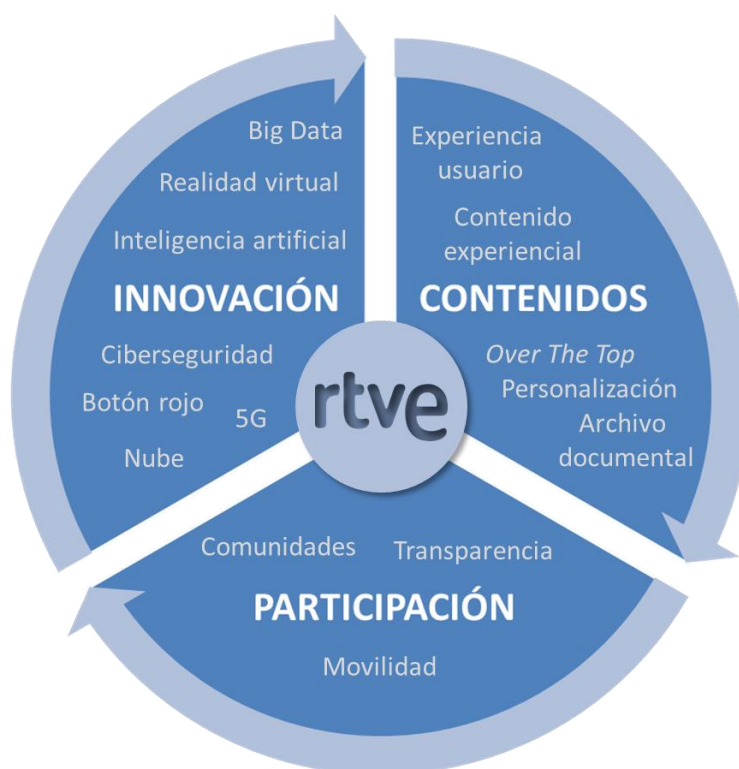 Big Data
Realidad virtual
Inteligencia artificial
INNOVACIÓN
Ciberseguridad
Botón rojo
5G
Nube
Experiencia
usuario
Contenido
experiencial
CONTENIDOS
Over The Top
Personalización
Archivo
documental
rtve
Comunidades
Transparencia
PARTICIPACIÓN
Movilidad